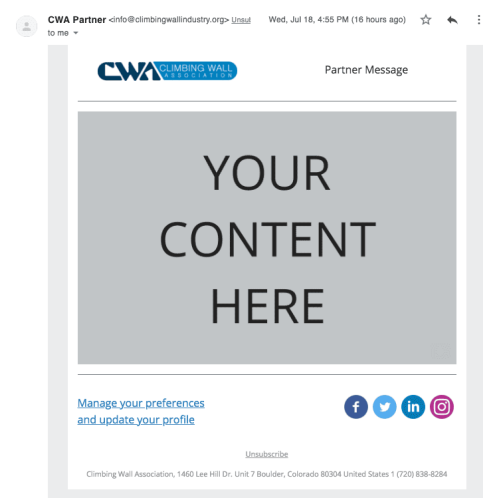 CWA Partner <info@climbingwallindustry.org> Unsul Wed, Jul 18, 4:55 PM (16 hours ago)
to me
CWA CLIMBING WALL
ASSOCIATION
Partner Message
YOUR
CONTENT
HERE
Manage your preferences
and update your profile
Unsubscribe
Climbing Wall Association, 1460 Lee Hill Dr. Unit 7 Boulder, Colorado 80304 United States 1 (720) 838-8284